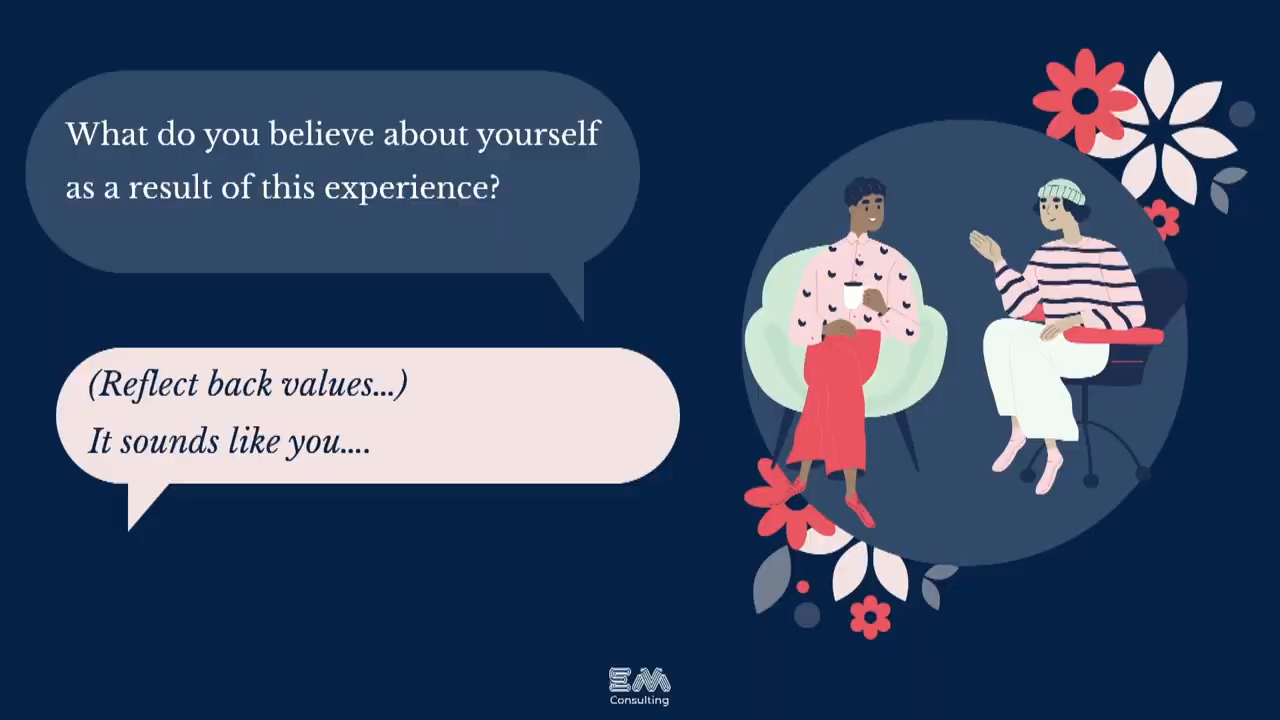 What do you believe about yourself
as a result of this experience?
(Reflect back values...)
It sounds like you....
EM
Consulting